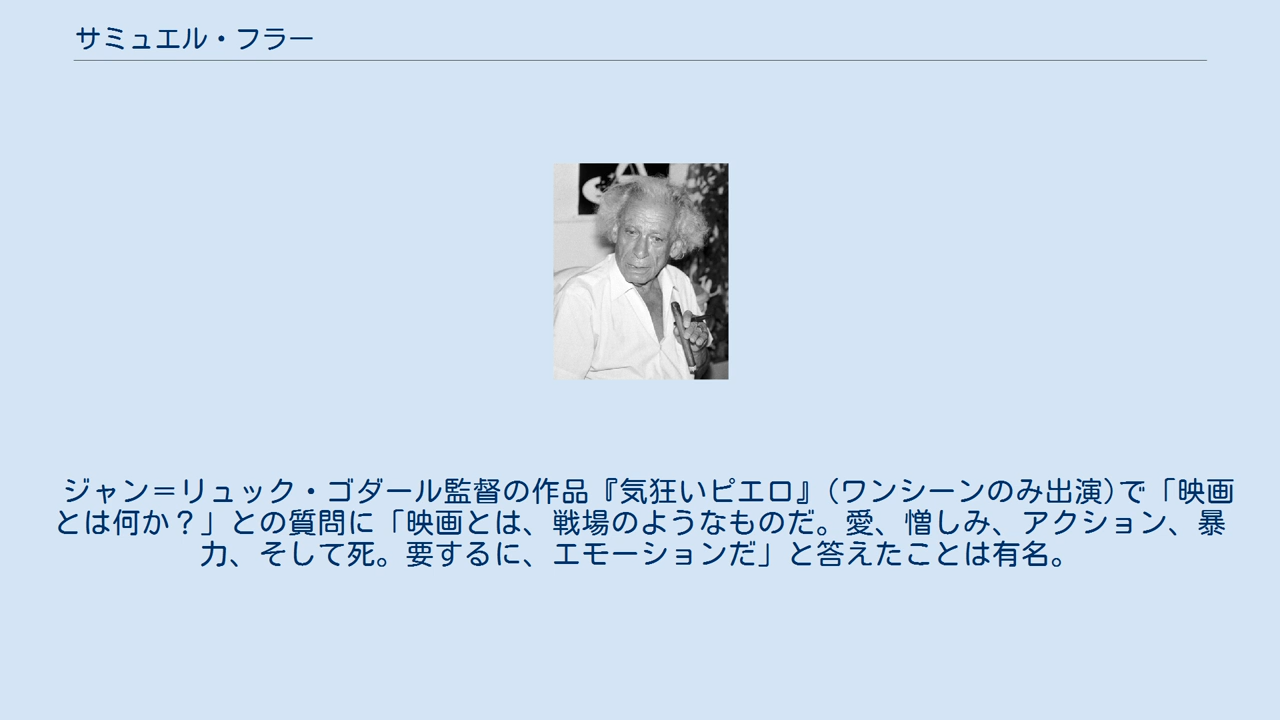 サミュエル・フラー
ジャン＝リュック・ゴダール監督の作品『気狂いピエロ』(ワンシーンのみ出演)で「映画
とは何か？」との質問に「映画とは、戦場のようなものだ。愛、憎しみ、アクション、暴
力、そして死。要するに、エモーションだ」と答えたことは有名。